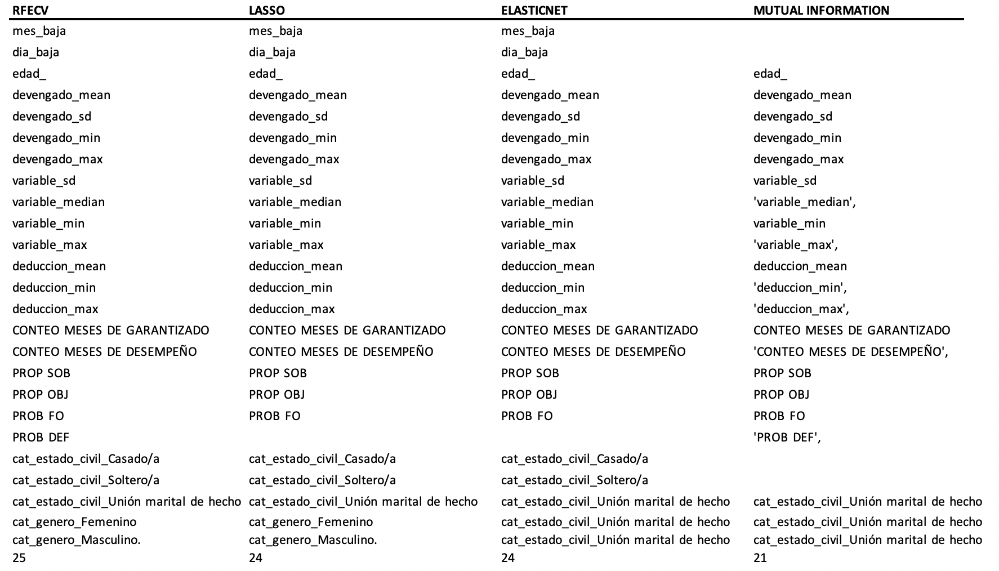 RFECV LASSO ELASTICNET MUTUAL INFORMATION
mes_baja mes_baja mes_baja
dia_baja dia_baja dia_baja
edad_ edad_ edad_ edad_
devengado_mean devengado_mean devengado_mean devengado_mean
devengado_sd devengado_sd devengado_sd devengado_sd
devengado_min devengado_min devengado_min devengado_min
devengado_max devengado_max devengado_max devengado_max
variable_sd variable_sd variable_sd variable_sd
variable_median variable_median variable_median 'variable_median',
variable_min variable_min variable_min variable_min
variable_max variable_max variable_max 'variable_max',
deduccion_mean deduccion_mean deduccion_mean deduccion_mean
deduccion_min deduccion_min deduccion_min 'deduccion_min',
deduccion_max deduccion_max deduccion_max 'deduccion_max',
CONTEO MESES DE GARANTIZADO CONTEO MESES DE GARANTIZADO CONTEO MESES DE GARANTIZADO CONTEO MESES DE GARANTIZADO
CONTEO MESES DE DESEMPEÑO CONTEO MESES DE DESEMPEÑO CONTEO MESES DE DESEMPEÑO 'CONTEO MESES DE DESEMPEÑO',
PROP SOB PROP SOB PROP SOB PROP SOB
PROP OBJ PROP OBJ PROP OBJ PROP OBJ
PROB FO PROB FO PROB FO PROB FO
PROB DEF 'PROB DEF',
cat_estado_civil_Casado/a cat_estado_civil_Casado/a cat_estado_civil_Casado/a
cat_estado_civil_Soltero/a cat_estado_civil_Soltero/a cat_estado_civil_Soltero/a
cat_estado_civil_Unión marital de hecho cat_estado_civil_Unión marital de hecho cat_estado_civil_Unión marital de hecho cat_estado_civil_Unión marital de hecho
cat_genero_Femenino cat_genero_Femenino cat_estado_civil_Unión marital de hecho cat_estado_civil_Unión marital de hecho
cat_genero_Masculino. cat_genero_Masculino. cat_estado_civil_Unión marital de hecho cat_estado_civil_Unión marital de hecho
25 24 24 21